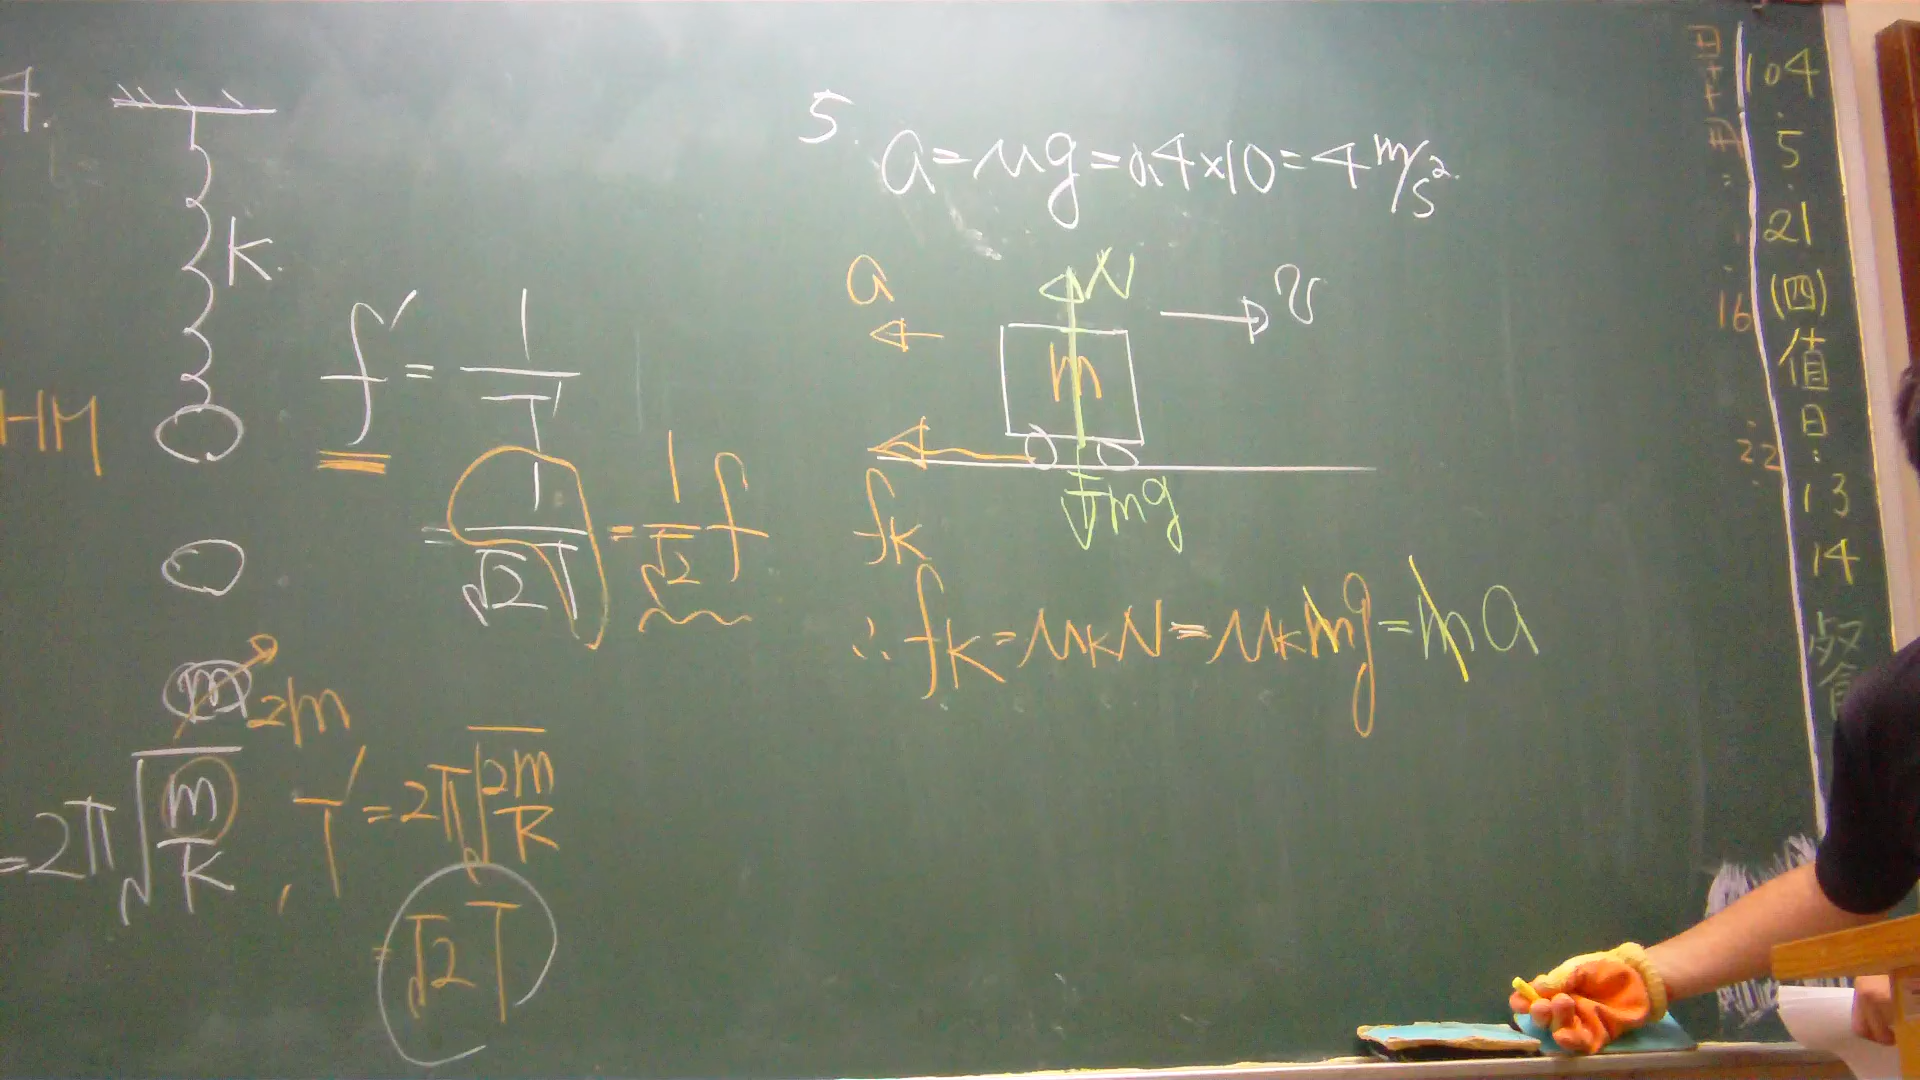 4.
K.
HM
f' = 1/T'
= 1/√2T = 1/√2 f
m 2m
= 2π√(m/K), T' = 2π√(2m/K)
= √2 T
5. a = μg = 0.4×10 = 4 m/s².
a
N
v
m
fK
mg
∴ fK = μKN = μKmg = ma
16
22
104
.
5
.
21
(四)
值
日
:
13
14